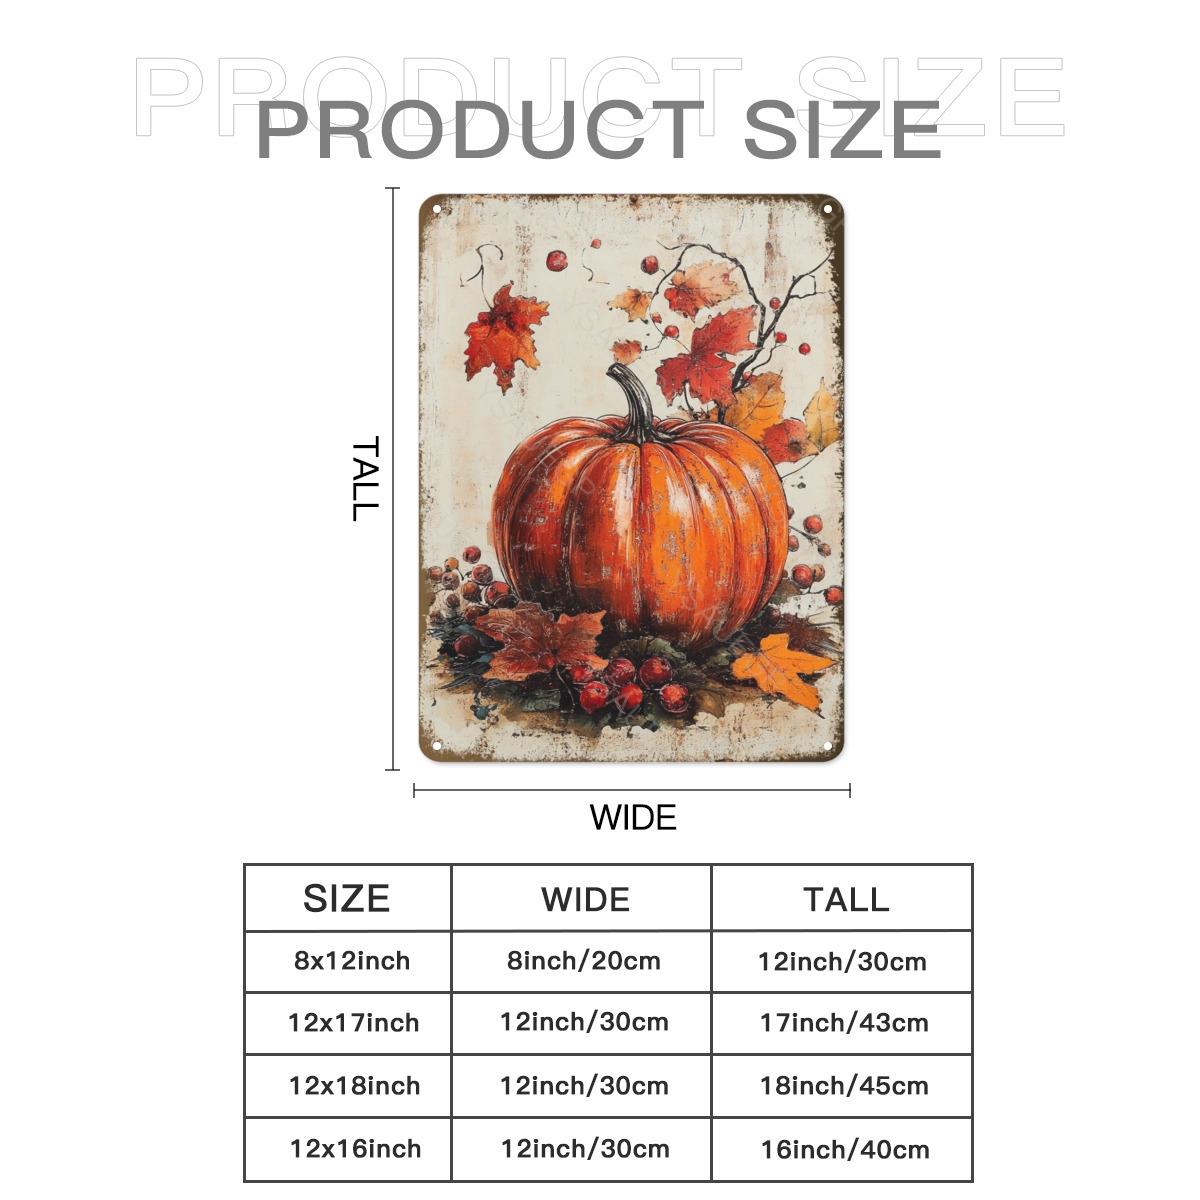 PRODUCT SIZE
PRODUCT SIZE
TALL
WIDE
SIZE WIDE TALL
8x12inch 8inch/20cm 12inch/30cm
12x17inch 12inch/30cm 17inch/43cm
12x18inch 12inch/30cm 18inch/45cm
12x16inch 12inch/30cm 16inch/40cm